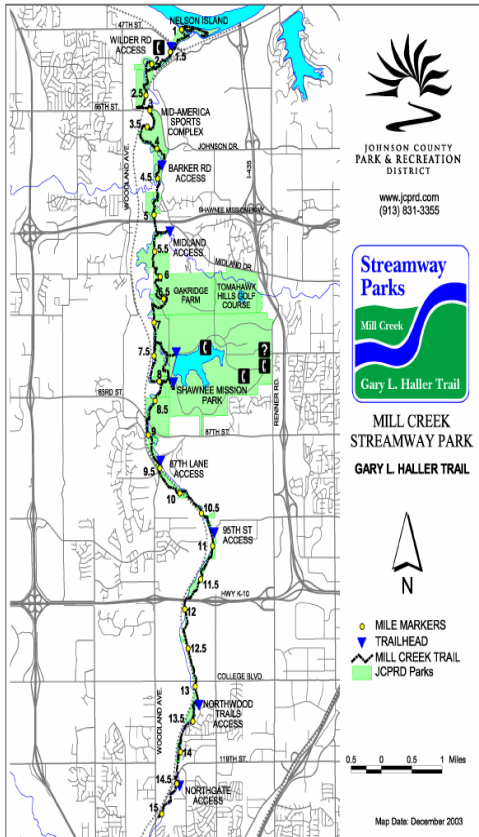 NELSON ISLAND
47TH ST.
1
WILDER RD
ACCESS
1.5
2
2.5
55TH ST.
3
MID-AMERICA
SPORTS
COMPLEX
3.5
JOHNSON DR.
4
BARKER RD
ACCESS
4.5
WOODLAND AVE.
I-435
5
SHAWNEE MISSION PKWY
MIDLAND
ACCESS
5.5
MIDLAND DR
6
OAKRIDGE
FARM
TOMAHAWK
HILLS GOLF
COURSE
6.5
7
7.5
?
8
SHAWNEE MISSION
PARK
83RD ST.
8.5
RENNER RD.
9
87TH ST.
9.5
87TH LANE
ACCESS
10
10.5
95TH ST
ACCESS
11
11.5
HWY K-10
12
12.5
COLLEGE BLVD.
13
NORTHWOOD
TRAILS
ACCESS
13.5
WOODLAND AVE.
14
119TH ST.
14.5
NORTHGATE
ACCESS
15
JOHNSON COUNTY
PARK & RECREATION
DISTRICT
www.jcprd.com
(913) 831-3355
Streamway
Parks
Mill Creek
Gary L. Haller Trail
MILL CREEK
STREAMWAY PARK
GARY L. HALLER TRAIL
N
MILE MARKERS
TRAILHEAD
MILL CREEK TRAIL
JCPRD Parks
0.5 0 0.5 1 Miles
Map Date: December 2003